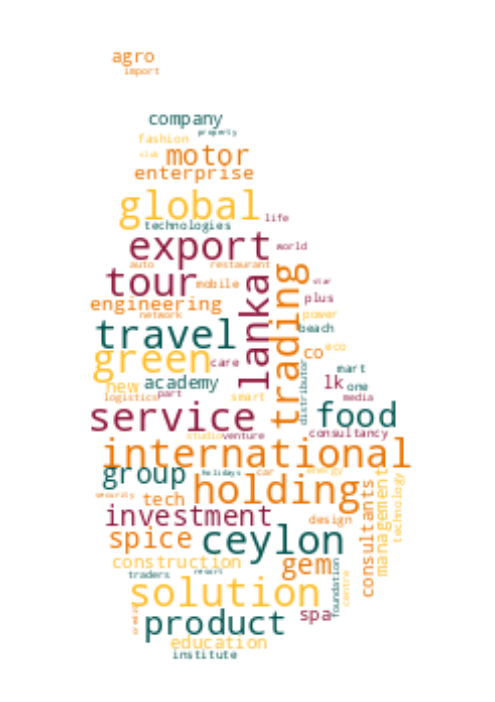 agro
import
company
property
fashion
club
motor
enterprise
global
life
technologies
export
world
auto
restaurant
tour
mobile
star
plus
engineering
network
power
beach
travel
lanka
trading
green
care
co
eco
new
academy
mart
lk
one
logistics
part
smart
distributor
media
service
food
studio
venture
consultancy
international
group
holidays
car
energy
holding
security
tech
management
technology
consultants
investment
design
spice
ceylon
construction
gem
traders
resort
foundation
centre
solution
product
spa
education
institute